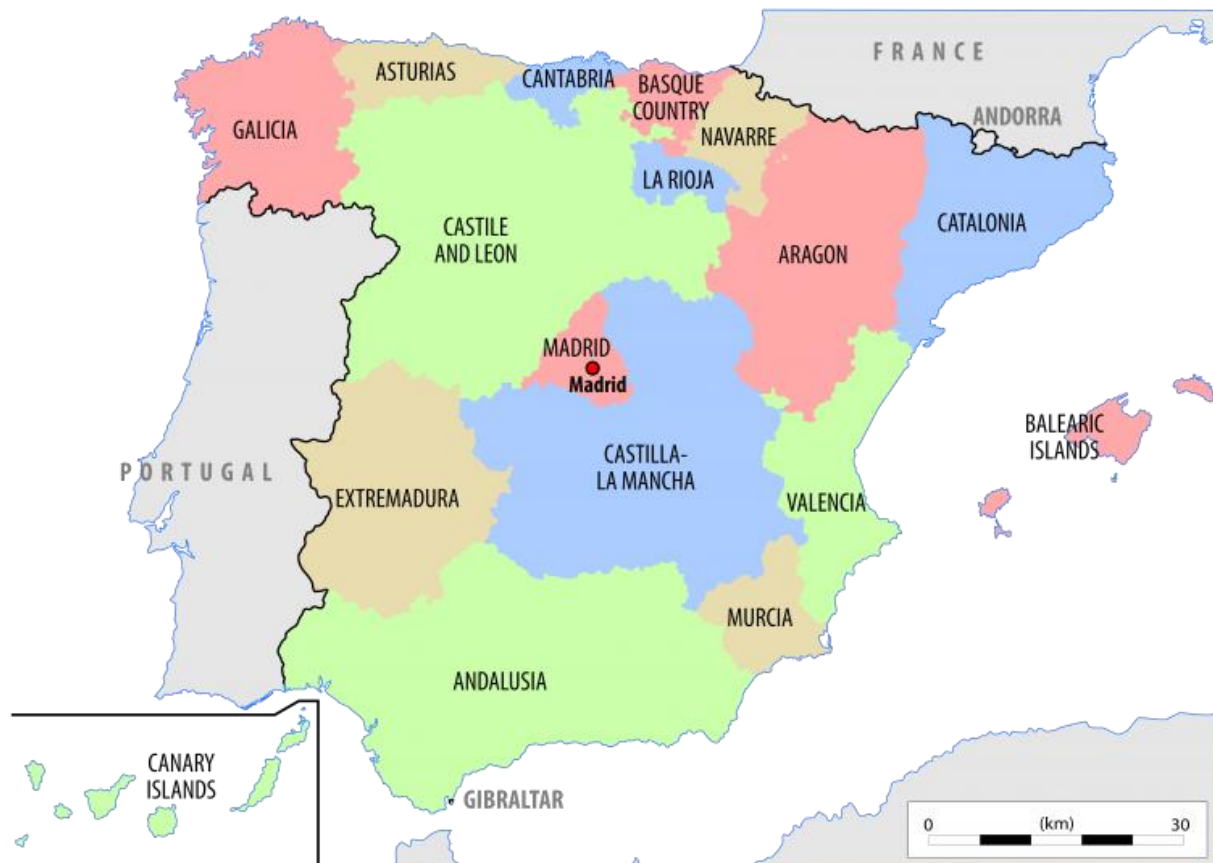 FRANCE
ASTURIAS
CANTABRIA
BASQUE
COUNTRY
ANDORRA
GALICIA
NAVARRE
LA RIOJA
CASTILE
AND LEON
CATALONIA
ARAGON
MADRID
Madrid
BALEARIC
ISLANDS
CASTILLA-
LA MANCHA
PORTUGAL
EXTREMADURA
VALENCIA
MURCIA
ANDALUSIA
CANARY
ISLANDS
GIBRALTAR
0 (km) 30